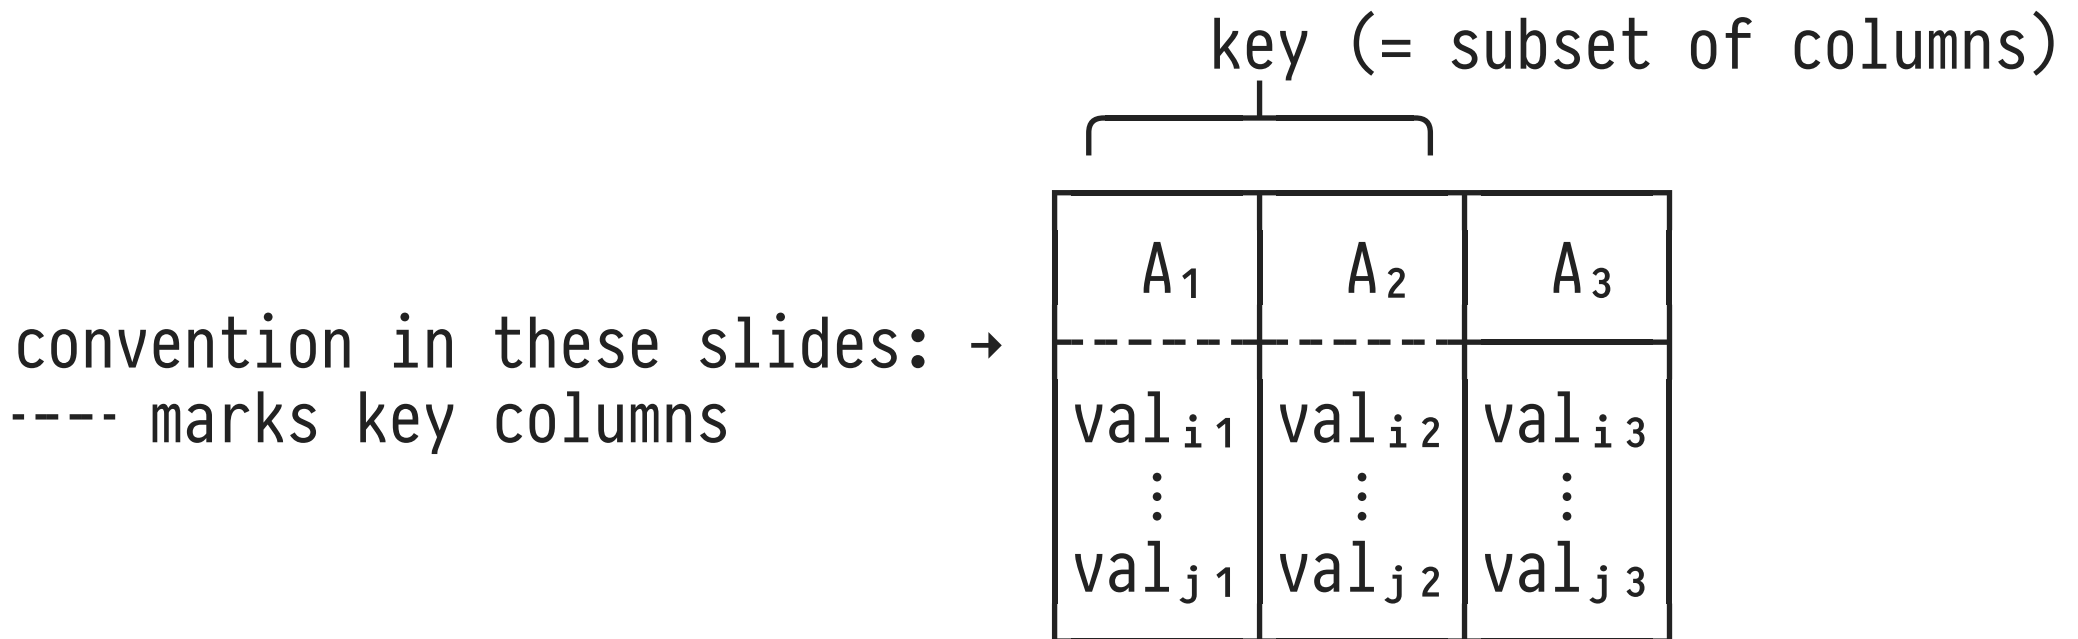 key (= subset of columns)
A₁ A₂ A₃
convention in these slides: →
---- marks key columns
valᵢ₁ valᵢ₂ valᵢ₃
⋮ ⋮ ⋮
valⱼ₁ valⱼ₂ valⱼ₃